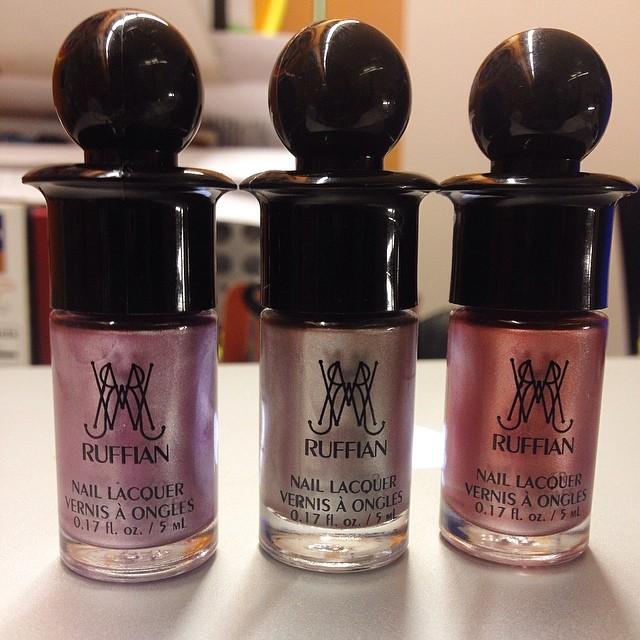 RUFFIAN
NAIL LACQUER
VERNIS À ONGLES
0.17 fl. oz. / 5 mL
RUFFIAN
NAIL LACQUER
VERNIS À ONGLES
0.17 fl. oz. / 5 mL
RUFFIAN
NAIL LACQUER
VERNIS À ONGLES
0.17 fl. oz. / 5 mL